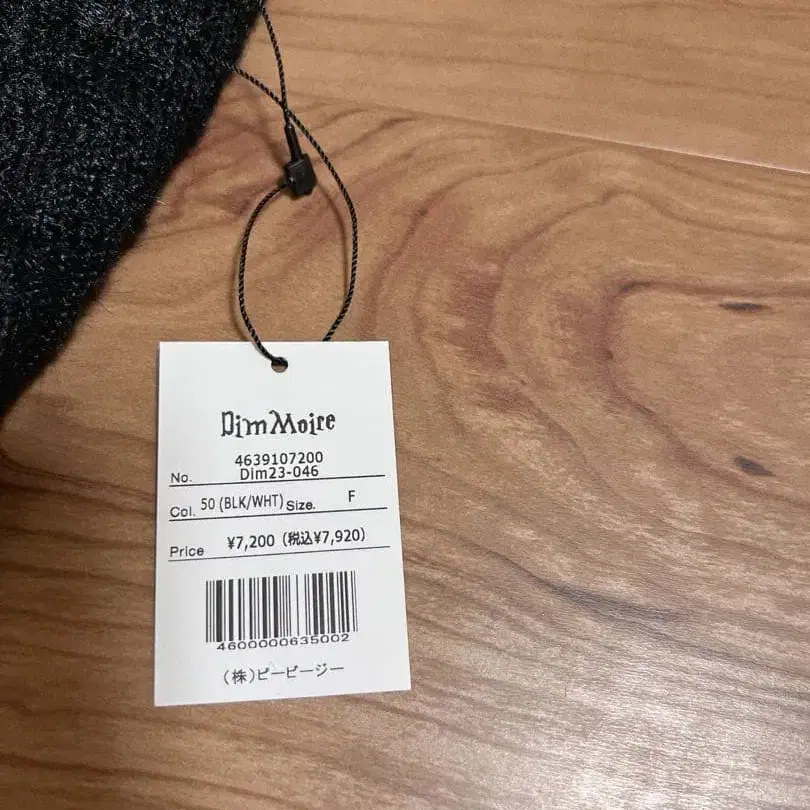 Dim Moire
4639107200
No. Dim23-046
Col. 50 (BLK/WHT) Size. F
Price ¥7,200 (税込¥7,920)
4600000635002
(株)ピービージー